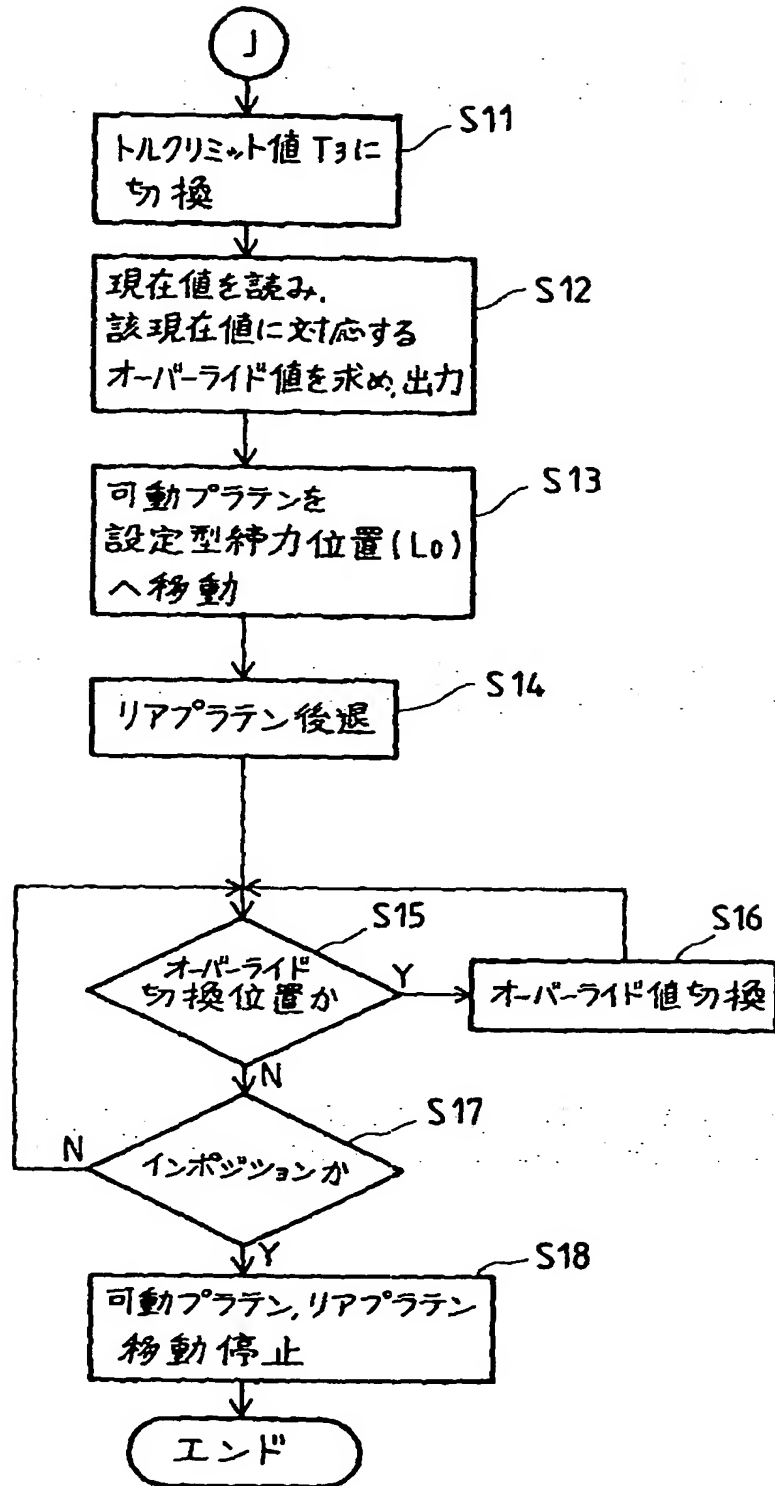 J
S11
トルクリミット値 T3に
切換
S12
現在値を読み,
該現在値に対応する
オーバーライド値を求め,出力
S13
可動プラテンを
設定型締力位置(L0)
へ移動
S14
リアプラテン後退
S15
オーバーライド
切換位置か
Y
S16
オーバーライド値切換
N
S17
N
インポジションか
Y
S18
可動プラテン,リアプラテン
移動停止
エンド